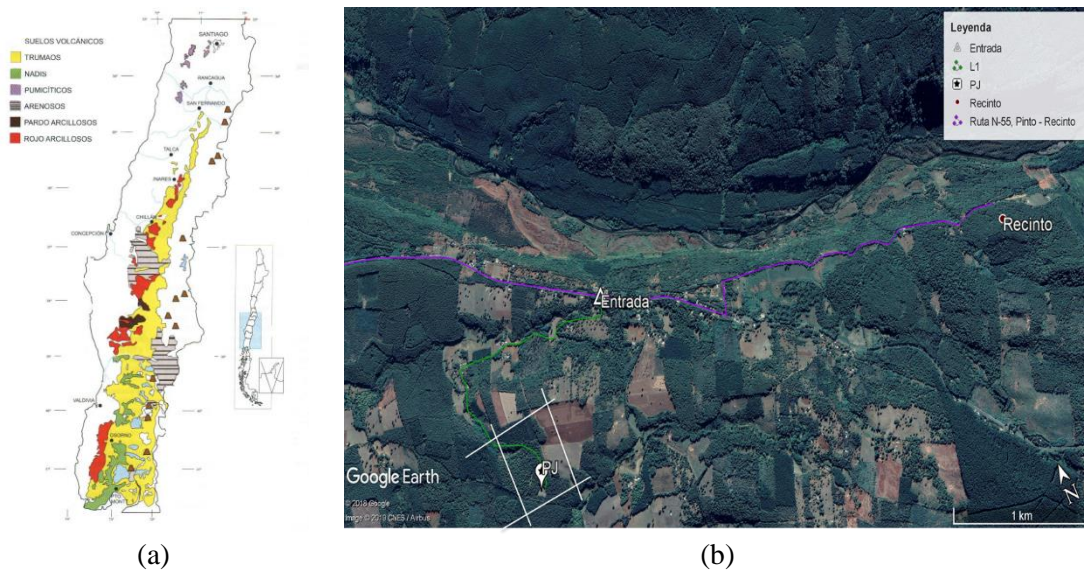 SUELOS VOLCÁNICOS
TRUMAOS
NADIS
PUMICÍTICOS
ARENOSOS
PARDO ARCILLOSOS
ROJO ARCILLOSOS
SANTIAGO
RANCAGUA
SAN FERNANDO
TALCA
CHILLÁN
CONCEPCIÓN
VALDIVIA
OSORNO
(a)
Leyenda
Entrada
L1
PJ
Recinto
Ruta N-55, Pinto - Recinto
Recinto
Entrada
PJ
Google Earth
© 2018 Google
Image © 2019 CNES / Airbus
N
1 km
(b)